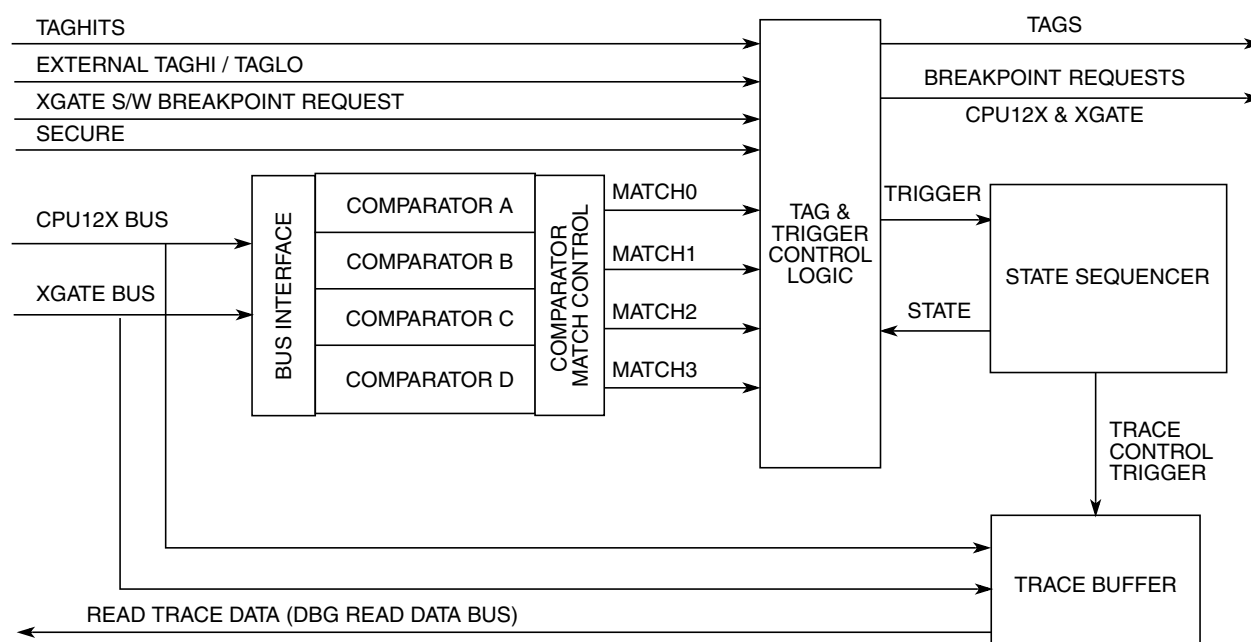 TAGHITS
EXTERNAL TAGHI / TAGLO
XGATE S/W BREAKPOINT REQUEST
SECURE
TAGS
BREAKPOINT REQUESTS
CPU12X & XGATE
CPU12X BUS
XGATE BUS
BUS INTERFACE
COMPARATOR A
COMPARATOR B
COMPARATOR C
COMPARATOR D
COMPARATOR
MATCH CONTROL
MATCH0
MATCH1
MATCH2
MATCH3
TAG &
TRIGGER
CONTROL
LOGIC
TRIGGER
STATE
STATE SEQUENCER
TRACE
CONTROL
TRIGGER
TRACE BUFFER
READ TRACE DATA (DBG READ DATA BUS)